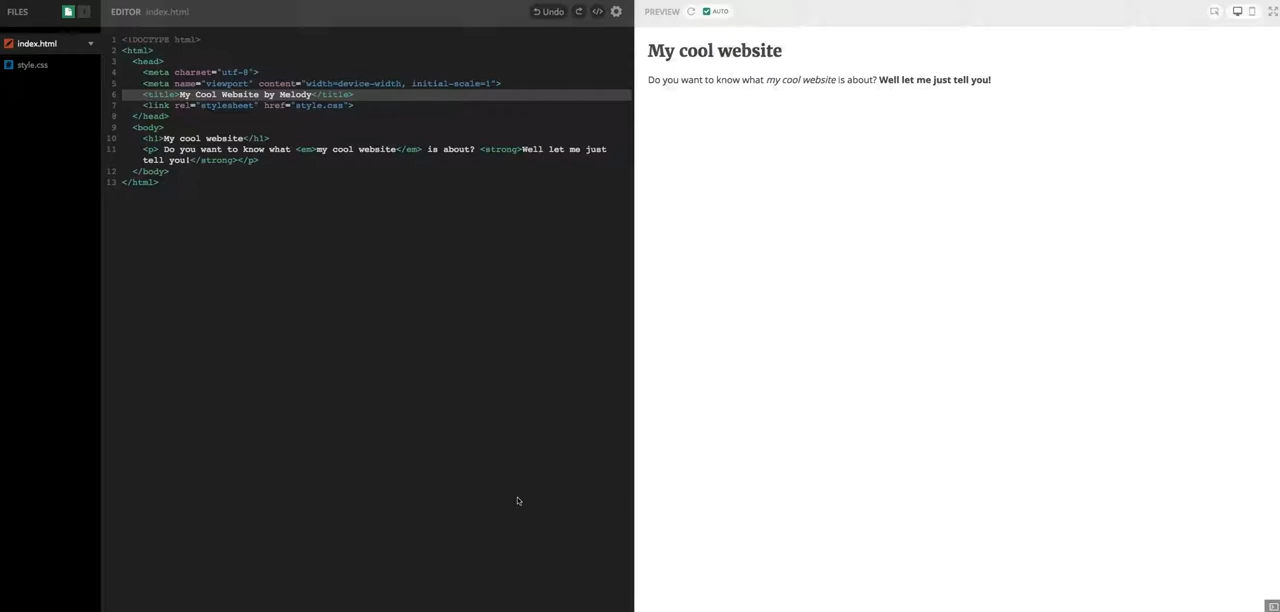 FILES
index.html
style.css
EDITOR index.html
Undo
1 <!DOCTYPE html>
2 <html>
3 <head>
4 <meta charset="utf-8">
5 <meta name="viewport" content="width=device-width, initial-scale=1">
6 <title>My Cool Website by Melody</title>
7 <link rel="stylesheet" href="style.css">
8 </head>
9 <body>
10 <h1>My cool website</h1>
11 <p> Do you want to know what <em>my cool website</em> is about? <strong>Well let me just
tell you!</strong></p>
12 </body>
13 </html>
PREVIEW AUTO
My cool website
Do you want to know what my cool website is about? Well let me just tell you!